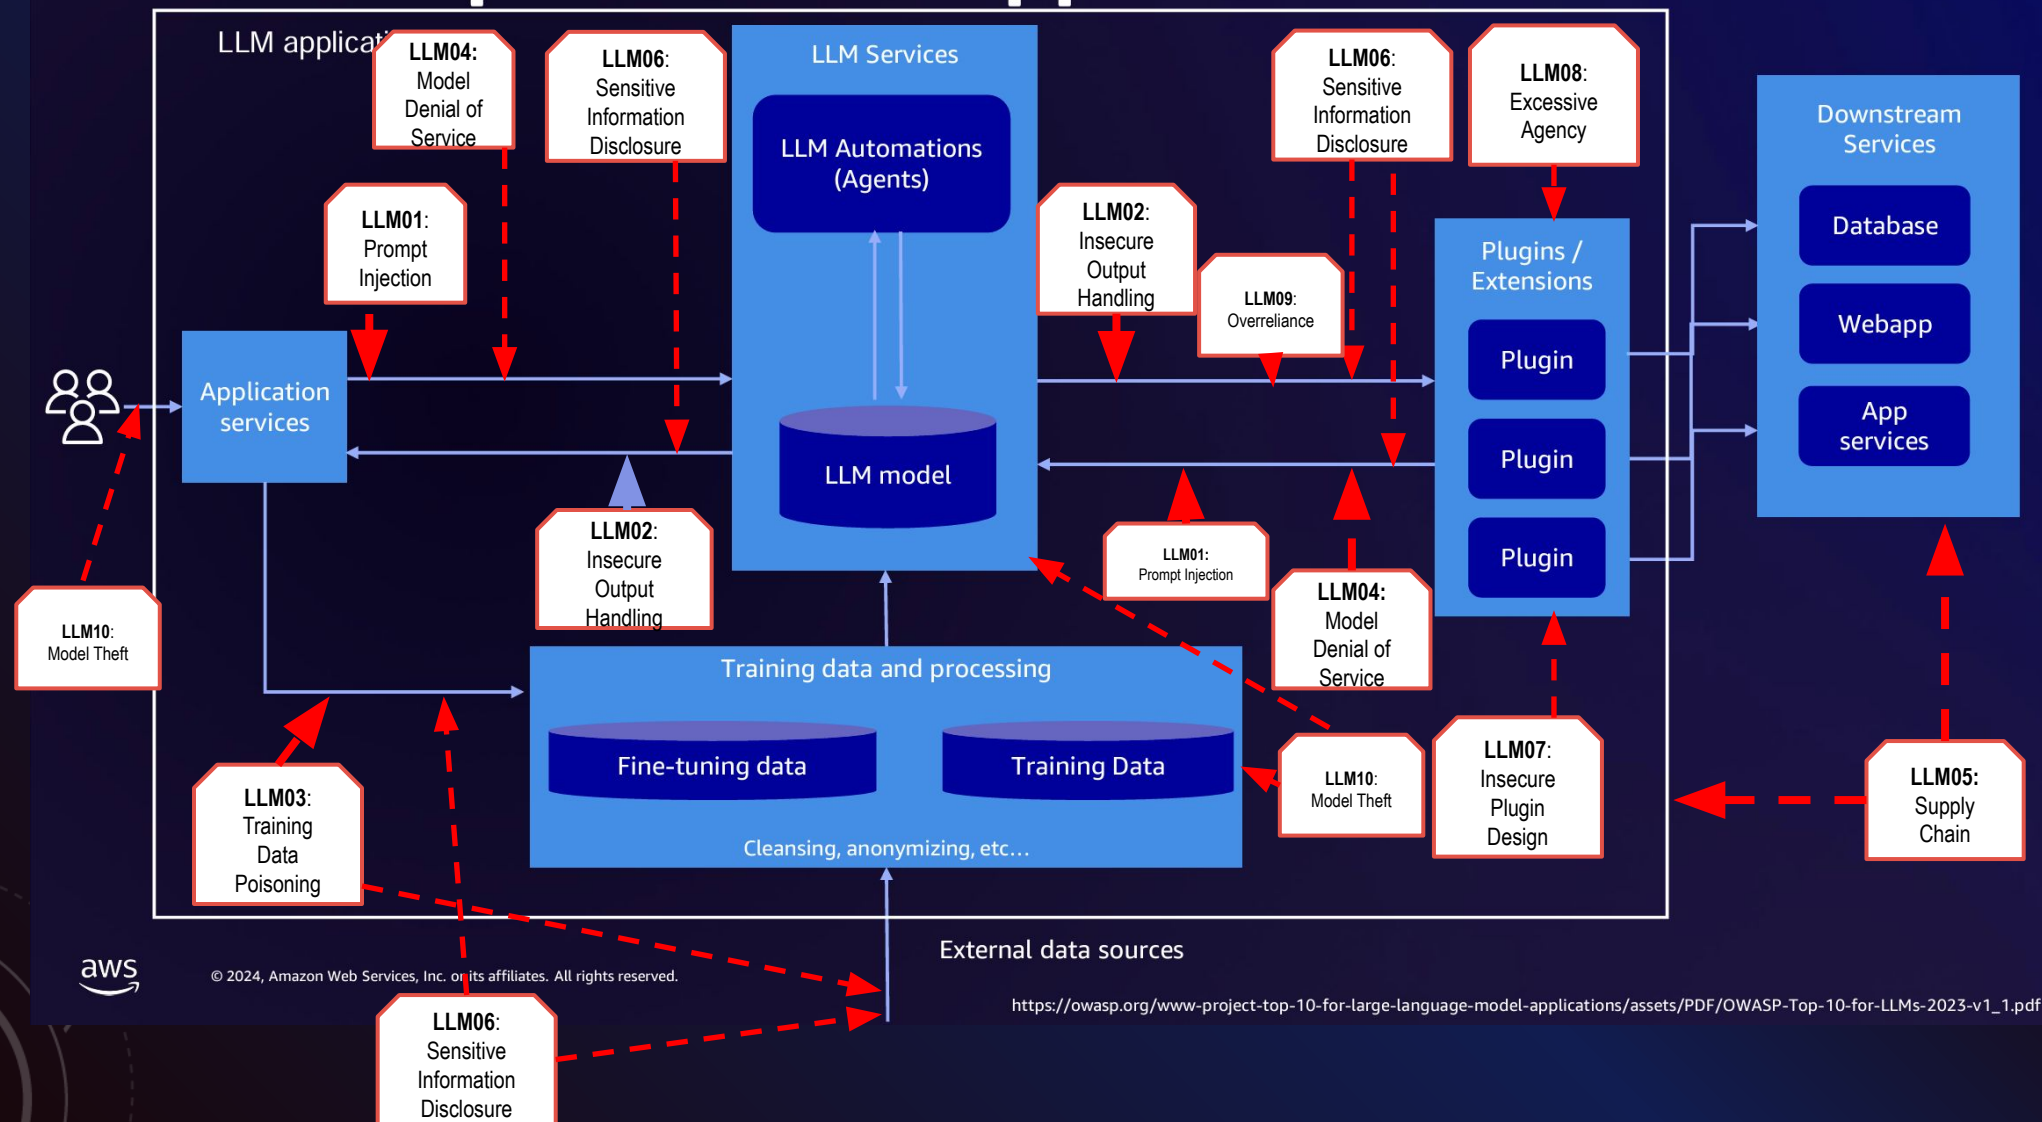 LLM applicati
LLM04:
Model
Denial of
Service
LLM06:
Sensitive
Information
Disclosure
LLM01:
Prompt
Injection
LLM Services
LLM Automations
(Agents)
LLM model
LLM02:
Insecure
Output
Handling
LLM09:
Overreliance
LLM06:
Sensitive
Information
Disclosure
LLM08:
Excessive
Agency
Plugins /
Extensions
Plugin
Plugin
Plugin
Downstream
Services
Database
Webapp
App
services
Application
services
LLM02:
Insecure
Output
Handling
LLM01:
Prompt Injection
LLM04:
Model
Denial of
Service
LLM10:
Model Theft
Training data and processing
Fine-tuning data
Training Data
Cleansing, anonymizing, etc...
LLM03:
Training
Data
Poisoning
LLM10:
Model Theft
LLM07:
Insecure
Plugin
Design
LLM05:
Supply
Chain
External data sources
aws
© 2024, Amazon Web Services, Inc. or its affiliates. All rights reserved.
https://owasp.org/www-project-top-10-for-large-language-model-applications/assets/PDF/OWASP-Top-10-for-LLMs-2023-v1_1.pdf
LLM06:
Sensitive
Information
Disclosure